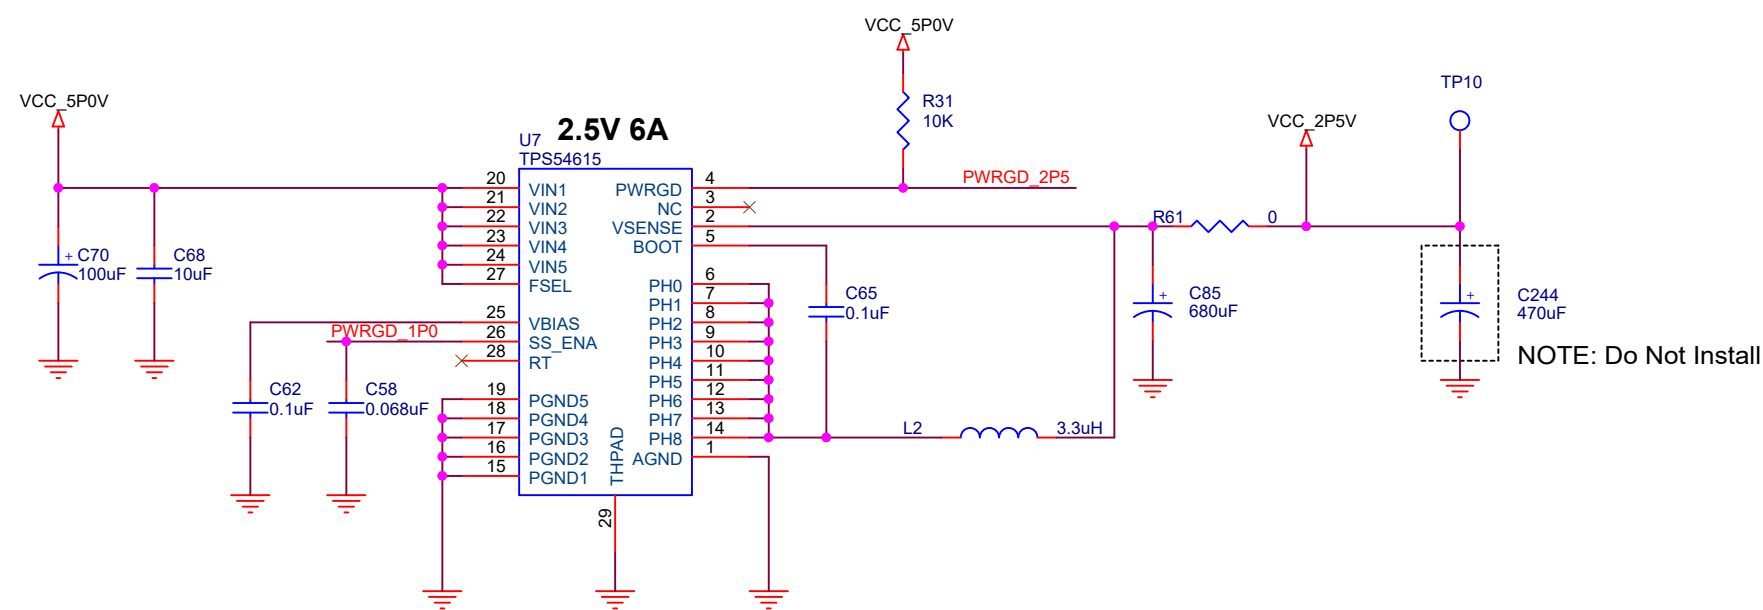 VCC_5P0V
VCC_5P0V
TP10
R31
10K
VCC_2P5V
2.5V 6A
U7
TPS54615
20 VIN1 PWRGD 4 PWRGD_2P5
21 VIN2 NC 3
22 VIN3 VSENSE 2 R61 0
23 VIN4 BOOT 5
24 VIN5
27 FSEL PH0 6
PH1 7
25 VBIAS PH2 8
PWRGD_1P0 26 SS_ENA PH3 9
28 RT PH4 10
PH5 11
19 PGND5 PH6 12
18 PGND4 PH7 13
17 PGND3 PH8 14 L2 3.3uH
16 PGND2 AGND 1
15 PGND1
THPAD
29
+ C70
100uF
C68
10uF
C65
0.1uF
+ C85
680uF
+ C244
470uF
NOTE: Do Not Install
C62
0.1uF
C58
0.068uF